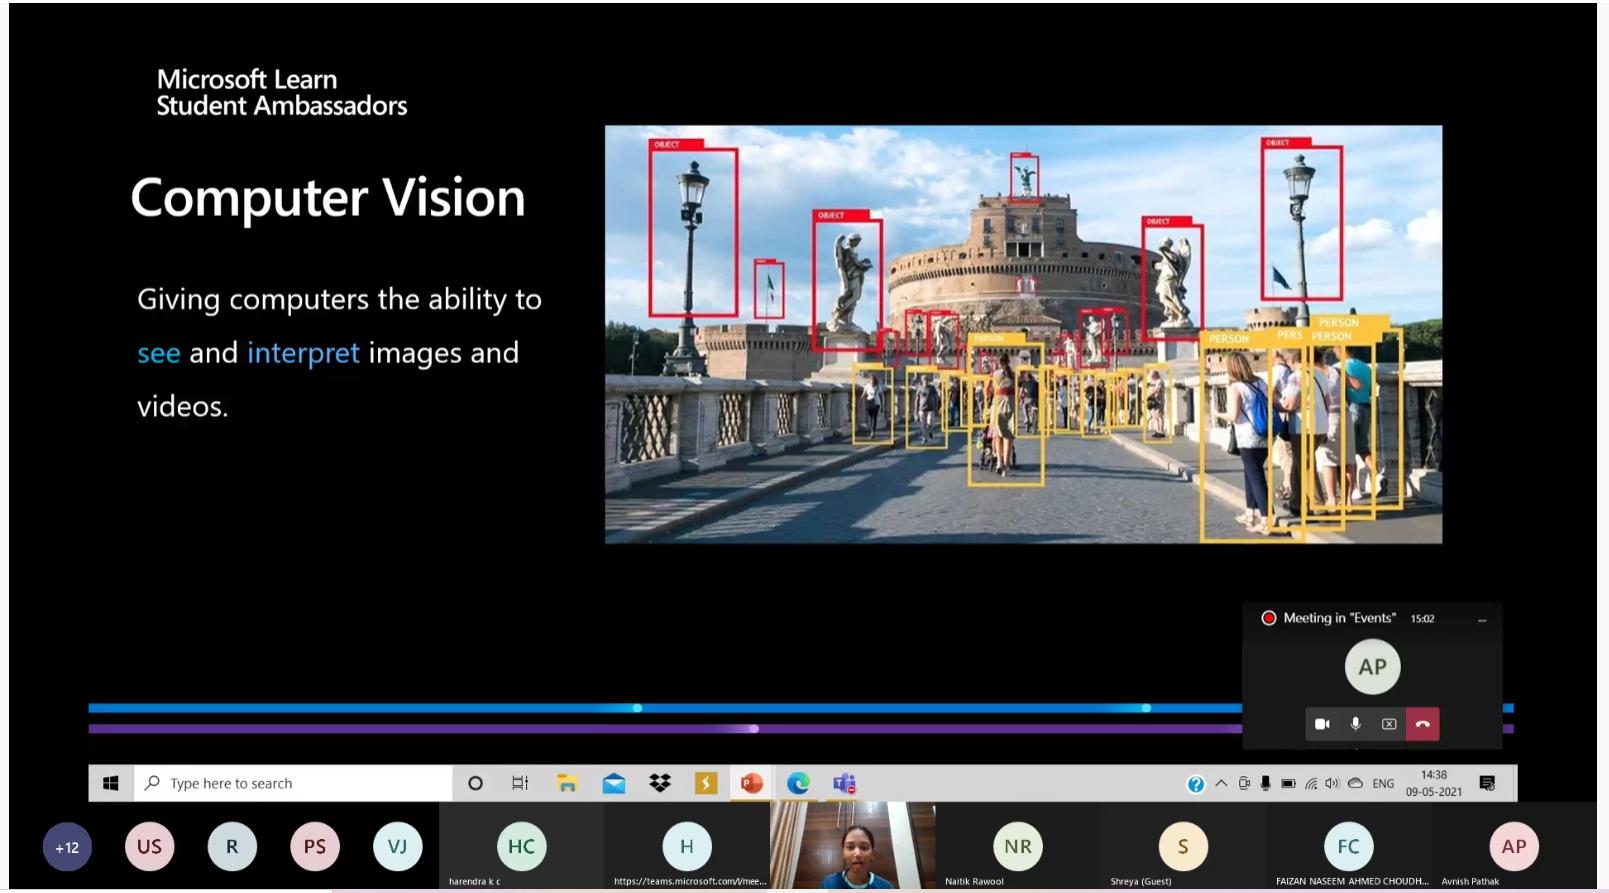 Microsoft Learn
Student Ambassadors
Computer Vision
Giving computers the ability to
see and interpret images and
videos.
OBJECT
OBJECT
OBJECT
OBJECT
PERSON
PERSON
PERS
PERSON
PERSON
Meeting in "Events" 15:02
AP
Type here to search
ENG
14:38
09-05-2021
+12
US
R
PS
VJ
HC
harendra k c
H
https://teams.microsoft.com/l/mee...
NR
Naitik Rawool
S
Shreya (Guest)
FC
FAIZAN NASEEM AHMED CHOUDH...
AP
Avnish Pathak